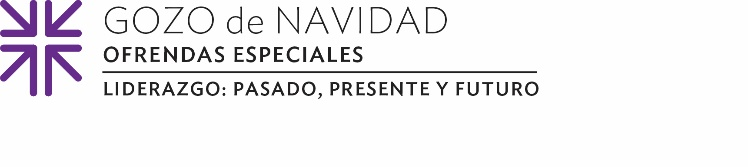 GOZO de NAVIDAD
OFRENDAS ESPECIALES
LIDERAZGO: PASADO, PRESENTE Y FUTURO